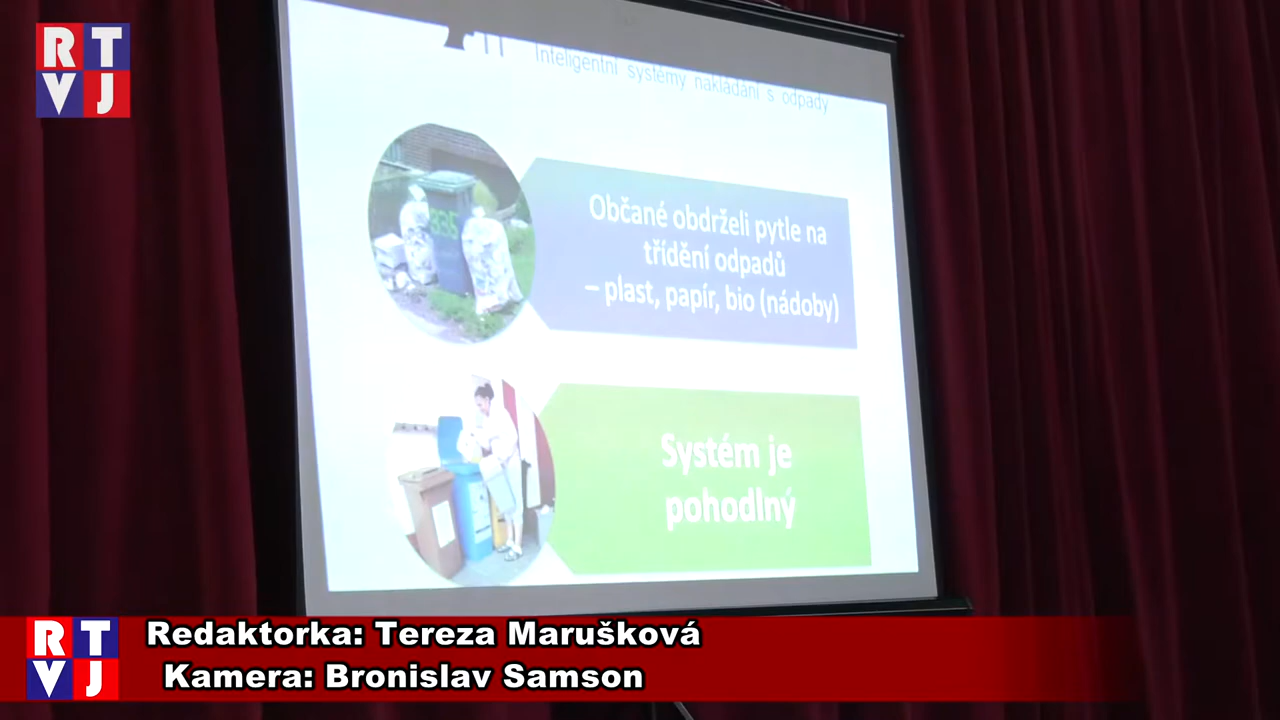 RT
VJ
Inteligentní systémy nakládání s odpady
335
Občané obdrželi pytle na
třídění odpadů
– plast, papír, bio (nádoby)
Systém je
pohodlný
RT
VJ
Redaktorka: Tereza Marušková
Kamera: Bronislav Samson